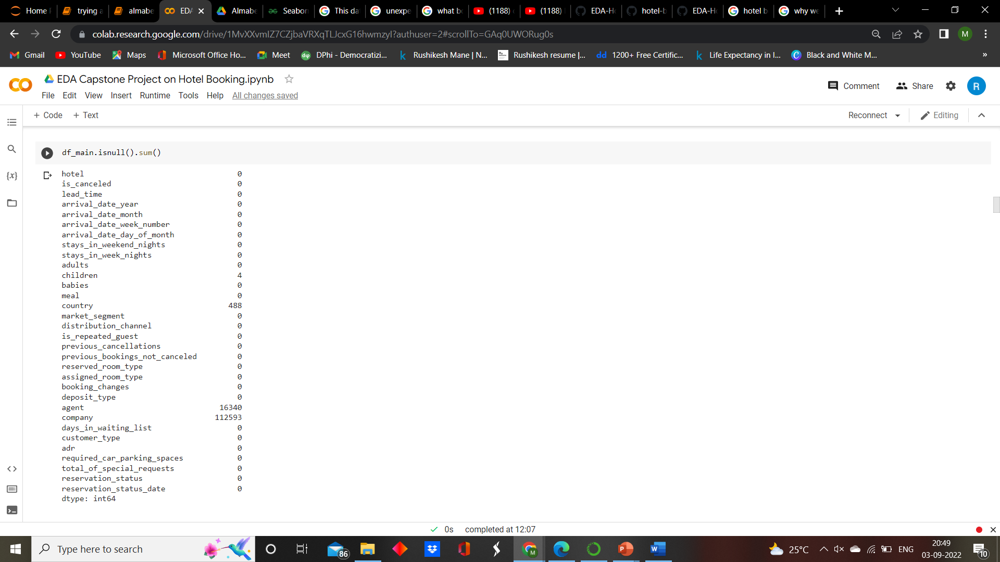 Home trying a almabe EDA Almabe Seabor This da unexpe what b (1188) (1188) EDA-H hotel-b EDA-H hotel b why we
colab.research.google.com/drive/1MvXXvmIZ7CZjbaVRXqTLJcxG16hwmzyI?authuser=2#scrollTo=GAq0UWORug0s M
Gmail YouTube Maps Microsoft Office Ho... Meet DPhi - Democratizi... Rushikesh Mane | N... Rushikesh resume |... 1200+ Free Certific... Life Expectancy in I... Black and White M... »
EDA Capstone Project on Hotel Booking.ipynb
File Edit View Insert Runtime Tools Help All changes saved
Comment Share R
+ Code + Text Reconnect Editing
df_main.isnull().sum()
hotel 0
is_canceled 0
lead_time 0
arrival_date_year 0
arrival_date_month 0
arrival_date_week_number 0
arrival_date_day_of_month 0
stays_in_weekend_nights 0
stays_in_week_nights 0
adults 0
children 4
babies 0
meal 0
country 488
market_segment 0
distribution_channel 0
is_repeated_guest 0
previous_cancellations 0
previous_bookings_not_canceled 0
reserved_room_type 0
assigned_room_type 0
booking_changes 0
deposit_type 0
agent 16340
company 112593
days_in_waiting_list 0
customer_type 0
adr 0
required_car_parking_spaces 0
total_of_special_requests 0
reservation_status 0
reservation_status_date 0
dtype: int64
0s completed at 12:07
Type here to search 86 M 25°C ENG 20:49
03-09-2022 10